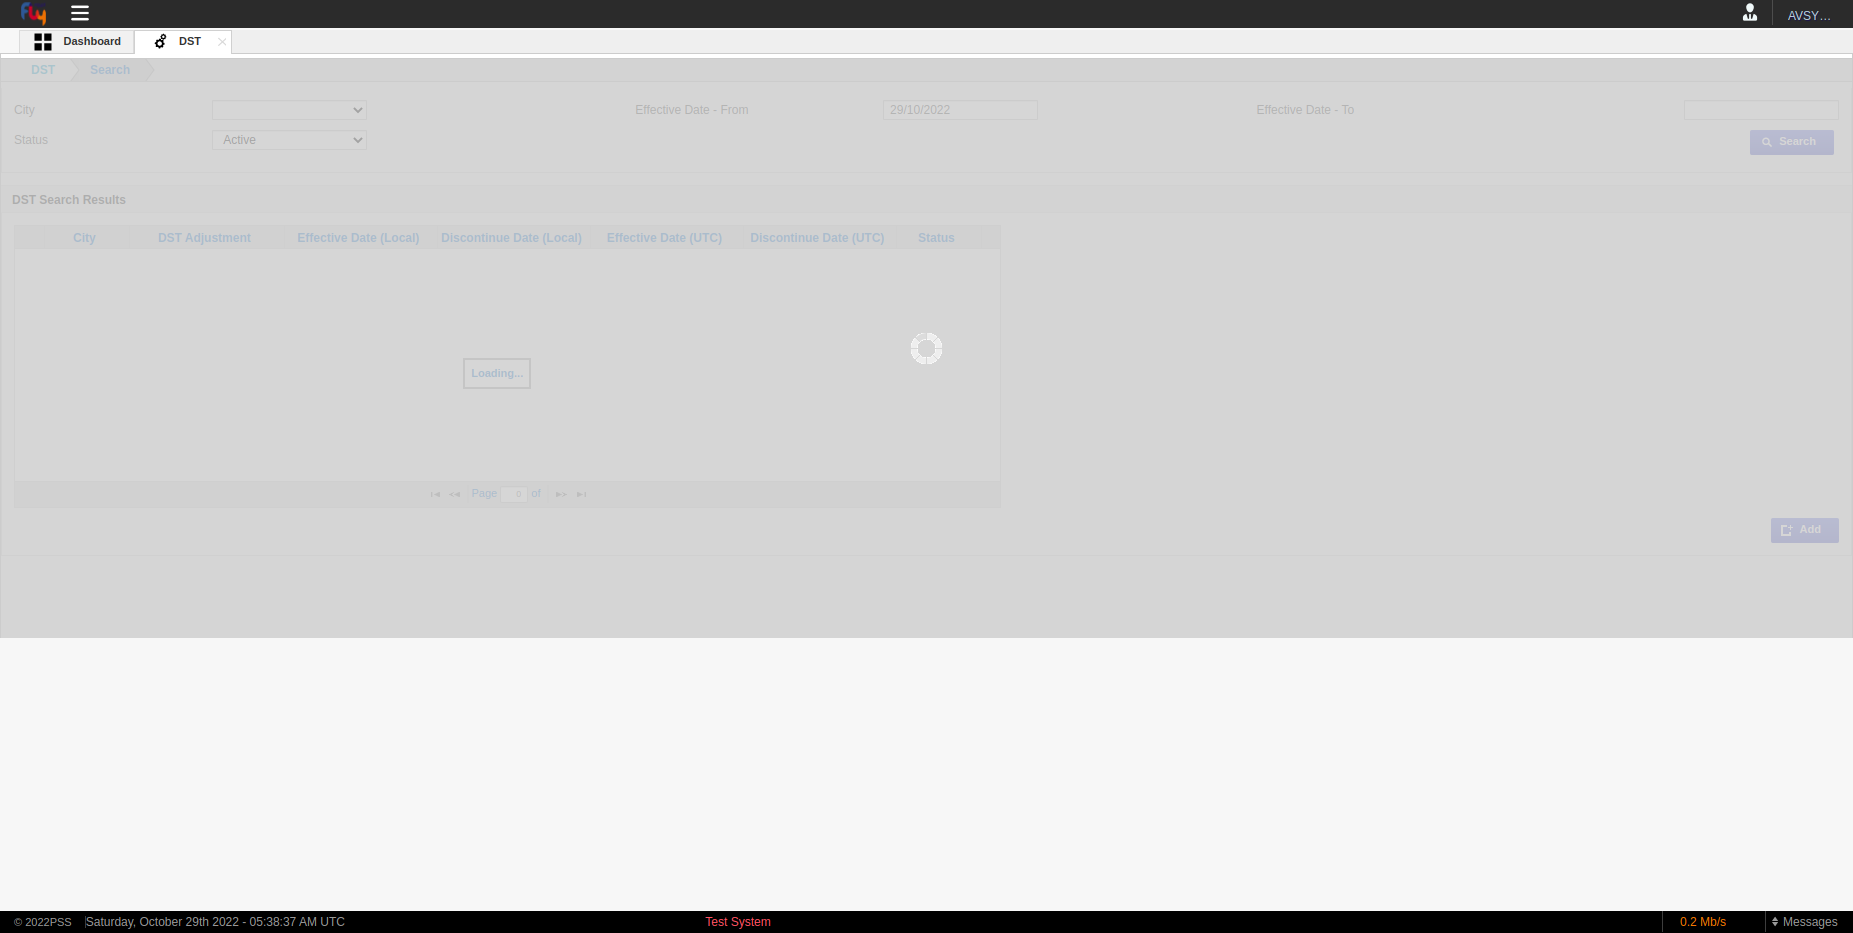 fly
AVSY...
Dashboard
DST
DST
Search
City
Effective Date - From
29/10/2022
Effective Date - To
Status
Active
Search
DST Search Results
City
DST Adjustment
Effective Date (Local)
Discontinue Date (Local)
Effective Date (UTC)
Discontinue Date (UTC)
Status
Loading...
Page 0 of
Add
© 2022PSS
Saturday, October 29th 2022 - 05:38:37 AM UTC
Test System
0.2 Mb/s
Messages